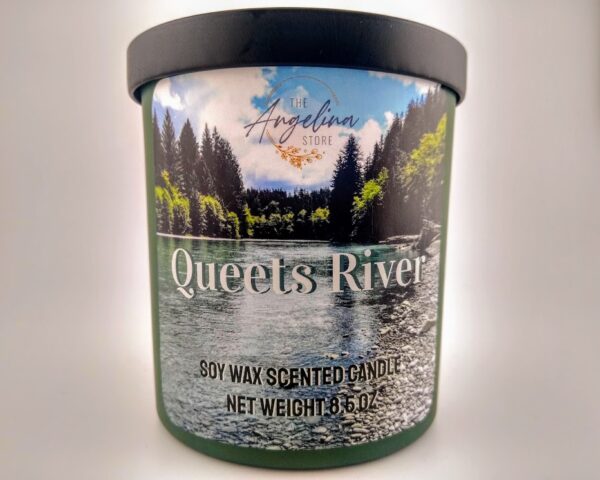 THE
Angelina
STORE
Queets River
SOY WAX SCENTED CANDLE
NET WEIGHT 8.5 OZ